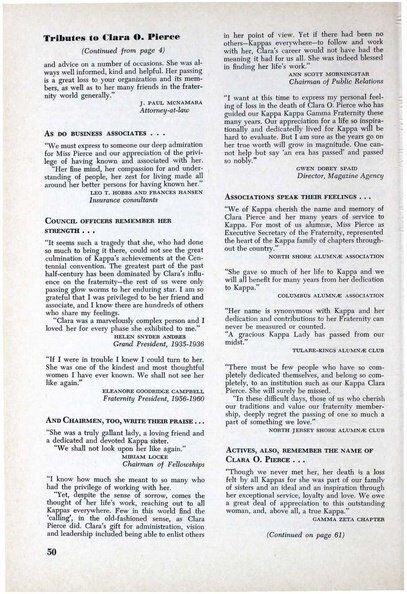 Tributes to Clara O. Pierce
(Continued from page 4)
and advice on a number of occasions. She was al-
ways well informed, kind and helpful. Her passing
is a great loss to your organization and its mem-
bers, as well as to her many friends in the frater-
nity world generally."
J. PAUL MCNAMARA
Attorney-at-law
AS DO BUSINESS ASSOCIATES . . .
"We must express to someone our deep admiration
for Miss Pierce and our appreciation of the privi-
lege of having known and associated with her.
"Her fine mind, her compassion for and under-
standing of people, her zest for living made all
around her better persons for having known her."
LEO T. HOBBS AND FRANCES HANSEN
Insurance consultants
COUNCIL OFFICERS REMEMBER HER
STRENGTH . . .
"It seems such a tragedy that she, who had done
so much to bring it there, could not see the great
culmination of Kappa's achievements at the Cen-
tennial convention. The greatest part of the past
half-century has been dominated by Clara's influ-
ence on the fraternity—the rest of us were only
passing glow worms to her enduring star. I am so
grateful that I was privileged to be her friend and
associate, and I know there are hundreds of others
who share my feelings.
"Clara was a marvelously complex person and I
loved her for every phase she exhibited to me."
HELEN SNYDER ANDRES
Grand President, 1935-1936
"If I were in trouble I knew I could turn to her.
She was one of the kindest and most thoughtful
women I have ever known. We shall not see her
like again."
ELEANORE GOODRIDGE CAMPBELL
Fraternity President, 1956-1960
AND CHAIRMEN, TOO, WRITE THEIR PRAISE . . .
"She was a truly gallant lady, a loving friend and
a dedicated and devoted Kappa sister.
"We shall not look upon her like again."
MIRIAM LOCKE
Chairman of Fellowships
"I know how much she meant to so many who
had the privilege of working with her.
"Yet, despite the sense of sorrow, comes the
thought of her life's work, reaching out to all
Kappas everywhere. Few in this world find the
'calling', in the old-fashioned sense, as Clara
Pierce did. Clara's gift for administration, vision
and leadership included being able to enlist others
50
in her point of view. Yet if there had been no
others—Kappas everywhere—to follow and work
with her, Clara's career would not have had the
meaning it had for us all. She was indeed blessed
in finding her life's work."
ANN SCOTT MORNINGSTAR
Chairman of Public Relations
"I want at this time to express my personal feel-
ing of loss in the death of Clara O. Pierce who has
guided our Kappa Kappa Gamma Fraternity these
many years. Our appreciation for a life so inspira-
tionally and dedicatedly lived for Kappa will be
hard to evaluate. But I am sure as the years go on
her true worth will grow in magnitude. One can-
not help but say 'an era has passed' and passed
so nobly."
GWEN DOREY SPAID
Director, Magazine Agency
ASSOCIATIONS SPEAK THEIR FEELINGS . . .
"We of Kappa cherish the name and memory of
Clara Pierce and her many years of service to
Kappa. For most of us alumnæ, Miss Pierce as
Executive Secretary of the Fraternity, represented
the heart of the Kappa family of chapters through-
out the country."
NORTH SHORE ALUMNÆ ASSOCIATION
"She gave so much of her life to Kappa and we
will all benefit for many years from her dedication
to Kappa."
COLUMBUS ALUMNÆ ASSOCIATION
"Her name is synonymous with Kappa and her
dedication and contributions to her Fraternity can
never be measured or counted.
"A gracious Kappa Lady has passed from our
midst."
TULARE-KINGS ALUMNÆ CLUB
"There must be few people who have so com-
pletely dedicated themselves, and belong so com-
pletely, to an institution such as our Kappa Clara
Pierce. She will surely be missed.
"In these difficult days, those of us who cherish
our traditions and value our fraternity member-
ship, deeply regret the passing of one so much a
part of something we love."
NORTH JERSEY SHORE ALUMNÆ CLUB
ACTIVES, ALSO, REMEMBER THE NAME OF
CLARA O. PIERCE . . .
"Though we never met her, her death is a loss
felt by all Kappas for she was part of our family
of sisters and an ideal and an inspiration through
her exceptional service, loyalty and love. We owe
a great deal of appreciation to this outstanding
woman, and, above all, a true Kappa."
GAMMA ZETA CHAPTER
(Continued on page 61)